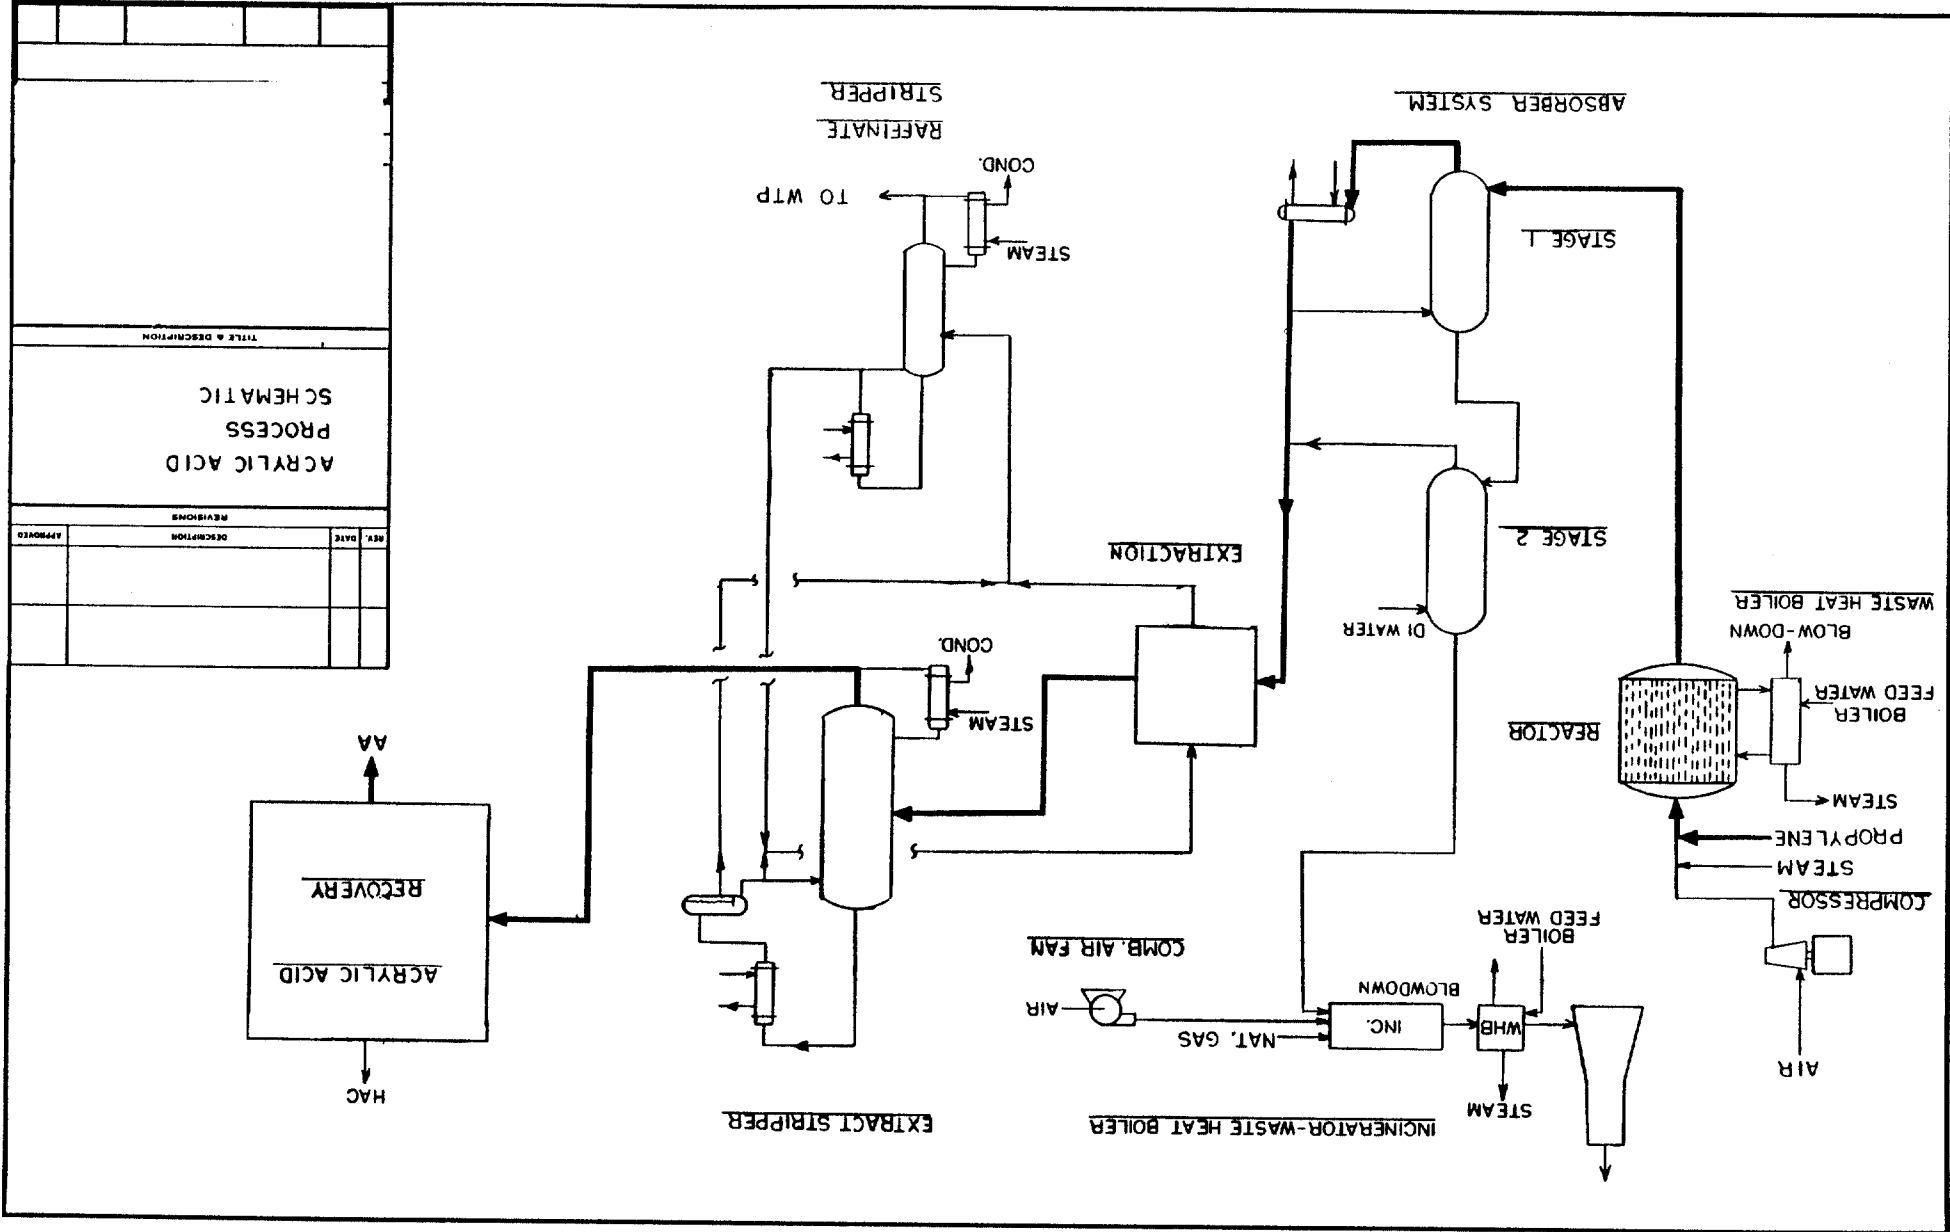 INCINERATOR-WASTE HEAT BOILER
EXTRACT STRIPPER
STEAM
HAC
AIR
NAT. GAS
INC.
WHB
AIR
BLOWDOWN
COMB. AIR FAN
BOILER
FEED WATER
ACRYLIC ACID
RECOVERY
COMPRESSOR
STEAM
PROPYLENE
STEAM
REACTOR
BOILER
FEED WATER
BLOW-DOWN
WASTE HEAT BOILER
AA
STEAM
COND.
DI WATER
EXTRACTION
STAGE 2
STAGE 1
ABSORBER SYSTEM
STEAM
COND.
TO WTP
RAFFINATE
STRIPPER
REV.
DATE
DESCRIPTION
APPROVED
REVISIONS
ACRYLIC ACID
PROCESS
SCHEMATIC
TITLE & DESCRIPTION